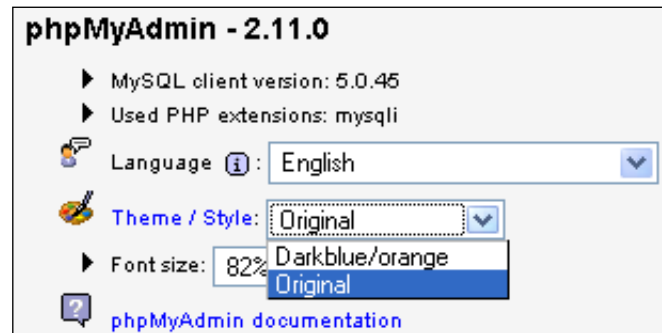 phpMyAdmin - 2.11.0
MySQL client version: 5.0.45
Used PHP extensions: mysqli
Language i : English
Theme / Style: Original
Darkblue/orange
Original
Font size: 82%
? phpMyAdmin documentation